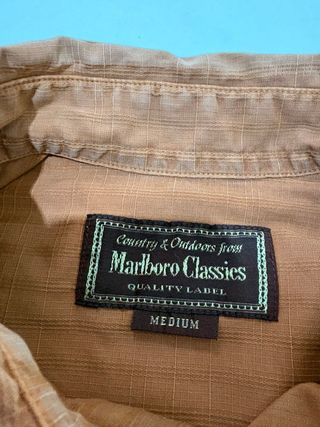 Country & Outdoors from
Marlboro Classics
QUALITY LABEL
MEDIUM